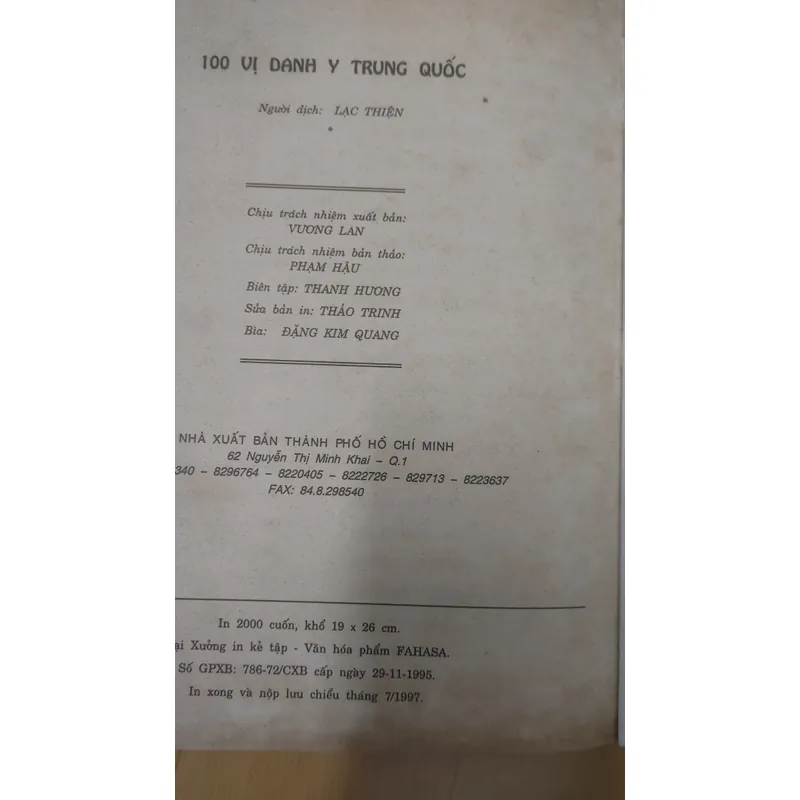 100 VỊ DANH Y TRUNG QUỐC
Người dịch: LẠC THIỆN
Chịu trách nhiệm xuất bản:
VƯƠNG LAN
Chịu trách nhiệm bản thảo:
PHẠM HẬU
Biên tập: THANH HƯƠNG
Sửa bản in: THẢO TRINH
Bìa: ĐẶNG KIM QUANG
NHÀ XUẤT BẢN THÀNH PHỐ HỒ CHÍ MINH
62 Nguyễn Thị Minh Khai – Q.1
340 – 8296764 – 8220405 – 8222726 – 829713 – 8223637
FAX: 84.8.298540
In 2000 cuốn, khổ 19 x 26 cm.
ại Xưởng in kẻ tập - Văn hóa phẩm FAHASA.
Số GPXB: 786-72/CXB cấp ngày 29-11-1995.
In xong và nộp lưu chiểu tháng 7/1997.